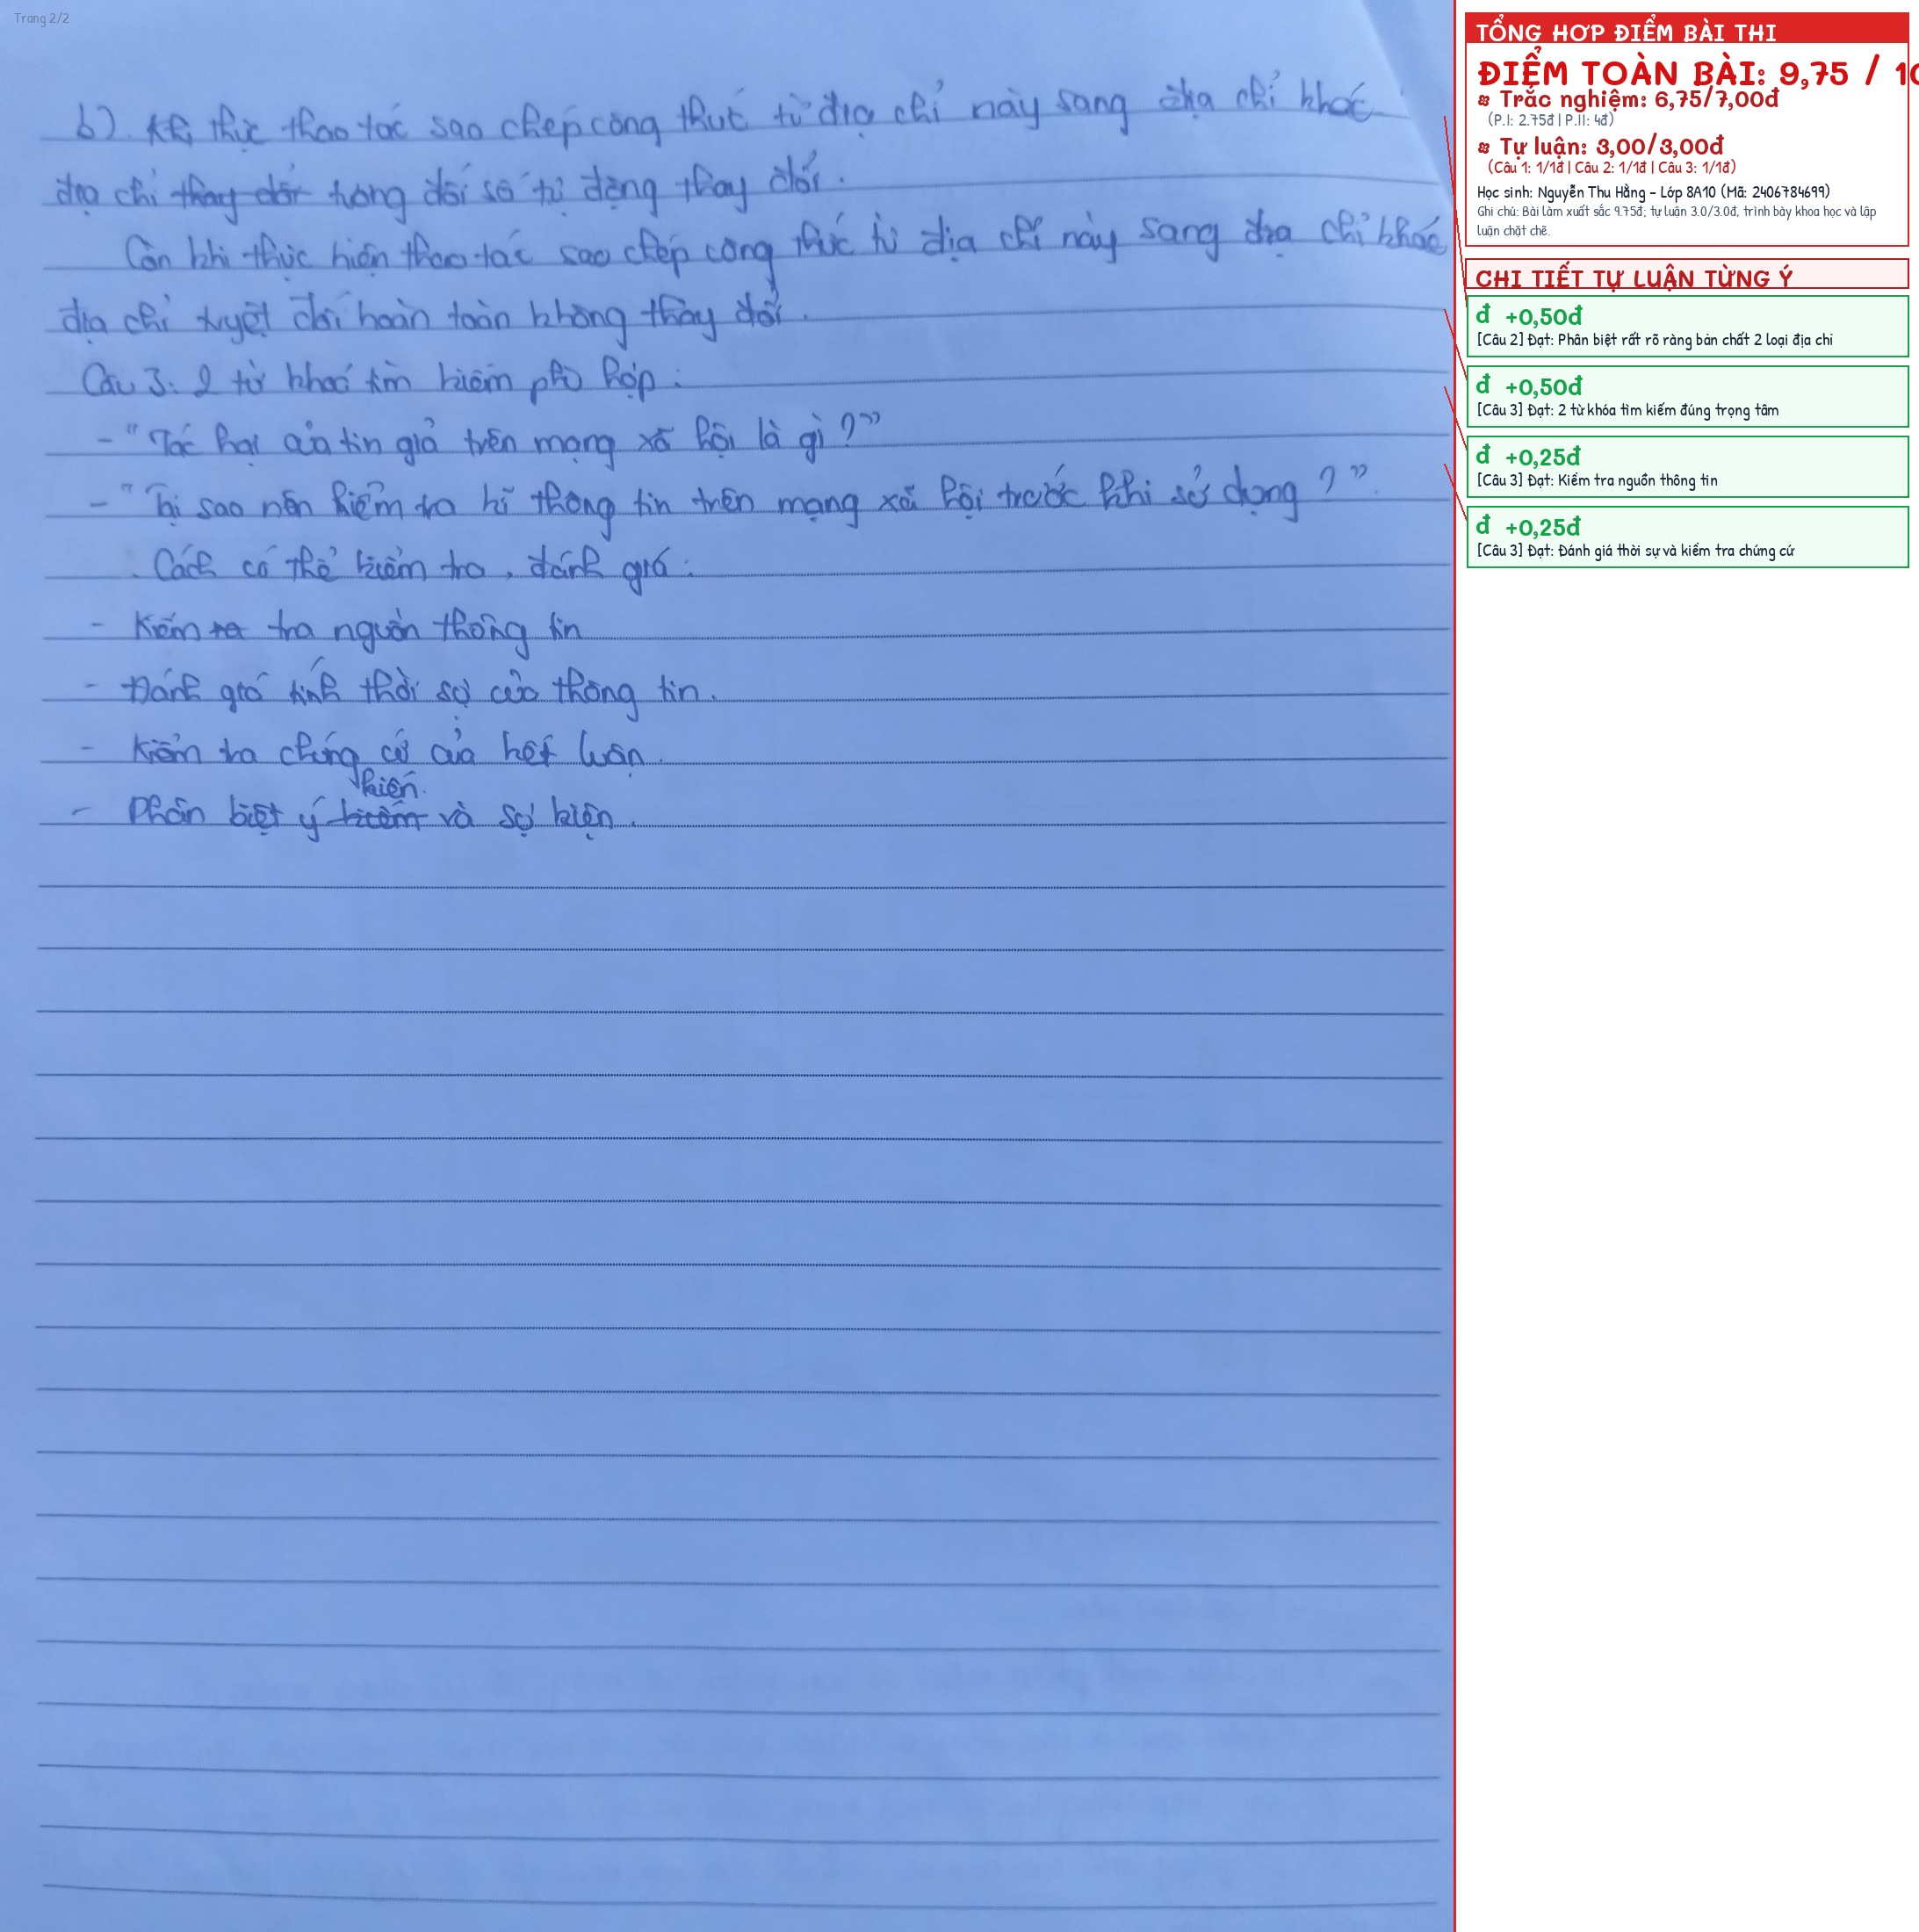 Trang 2/2
b). Khi thực thao tác sao chép công thức từ địa chỉ này sang địa chỉ khác
địa chỉ thay đổi tương đối sẽ tự động thay đổi.
Còn khi thực hiện thao tác sao chép công thức từ địa chỉ này sang địa chỉ khác
địa chỉ tuyệt đối hoàn toàn không thay đổi.
Câu 3: 2 từ khoá tìm kiếm phù hợp:
- "Tác hại của tin giả trên mạng xã hội là gì?"
- "Tại sao nên kiểm tra kĩ thông tin trên mạng xã hội trước khi sử dụng?".
Cách có thể kiểm tra, đánh giá:
- Kiểm tra nguồn thông tin
- Đánh giá tính thời sự của thông tin.
- Kiểm tra chứng cứ của kết luận.
kiến.
- Phân biệt ý kiếm và sự kiện.
TỔNG HỢP ĐIỂM BÀI THI
ĐIỂM TOÀN BÀI: 9,75 / 10
Trắc nghiệm: 6,75/7,00đ
(P.I: 2.75đ | P.II: 4đ)
Tự luận: 3,00/3,00đ
(Câu 1: 1/1đ | Câu 2: 1/1đ | Câu 3: 1/1đ)
Học sinh: Nguyễn Thu Hằng - Lớp 8A10 (Mã: 2406784699)
Ghi chú: Bài làm xuất sắc 9.75đ; tự luận 3.0/3.0đ, trình bày khoa học và lập
luận chặt chẽ.
CHI TIẾT TỰ LUẬN TỪNG Ý
đ +0,50đ
[Câu 2] Đạt: Phân biệt rất rõ ràng bản chất 2 loại địa chỉ
đ +0,50đ
[Câu 3] Đạt: 2 từ khóa tìm kiếm đúng trọng tâm
đ +0,25đ
[Câu 3] Đạt: Kiểm tra nguồn thông tin
đ +0,25đ
[Câu 3] Đạt: Đánh giá thời sự và kiểm tra chứng cứ